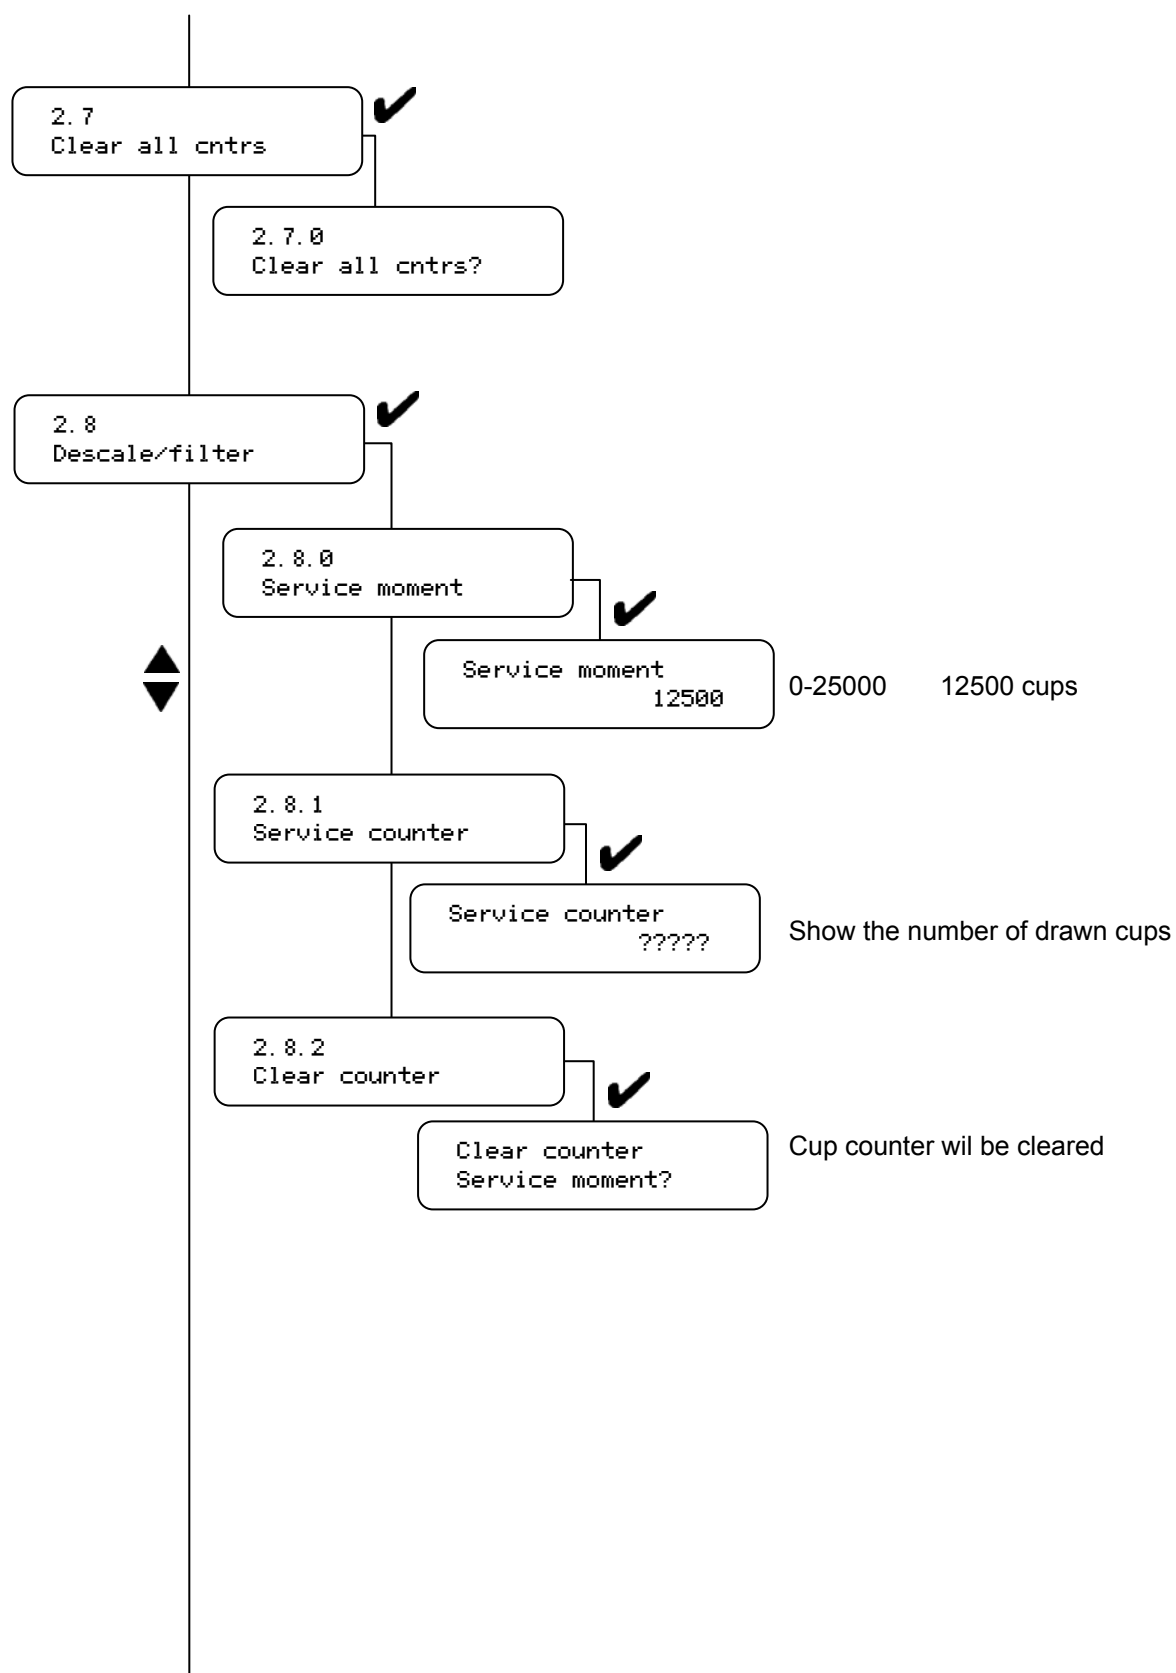 2.7
Clear all cntrs
2.7.0
Clear all cntrs?
2.8
Descale/filter
2.8.0
Service moment
Service moment
12500
0-25000 12500 cups
2.8.1
Service counter
Service counter
?????
Show the number of drawn cups
2.8.2
Clear counter
Clear counter
Service moment?
Cup counter wil be cleared